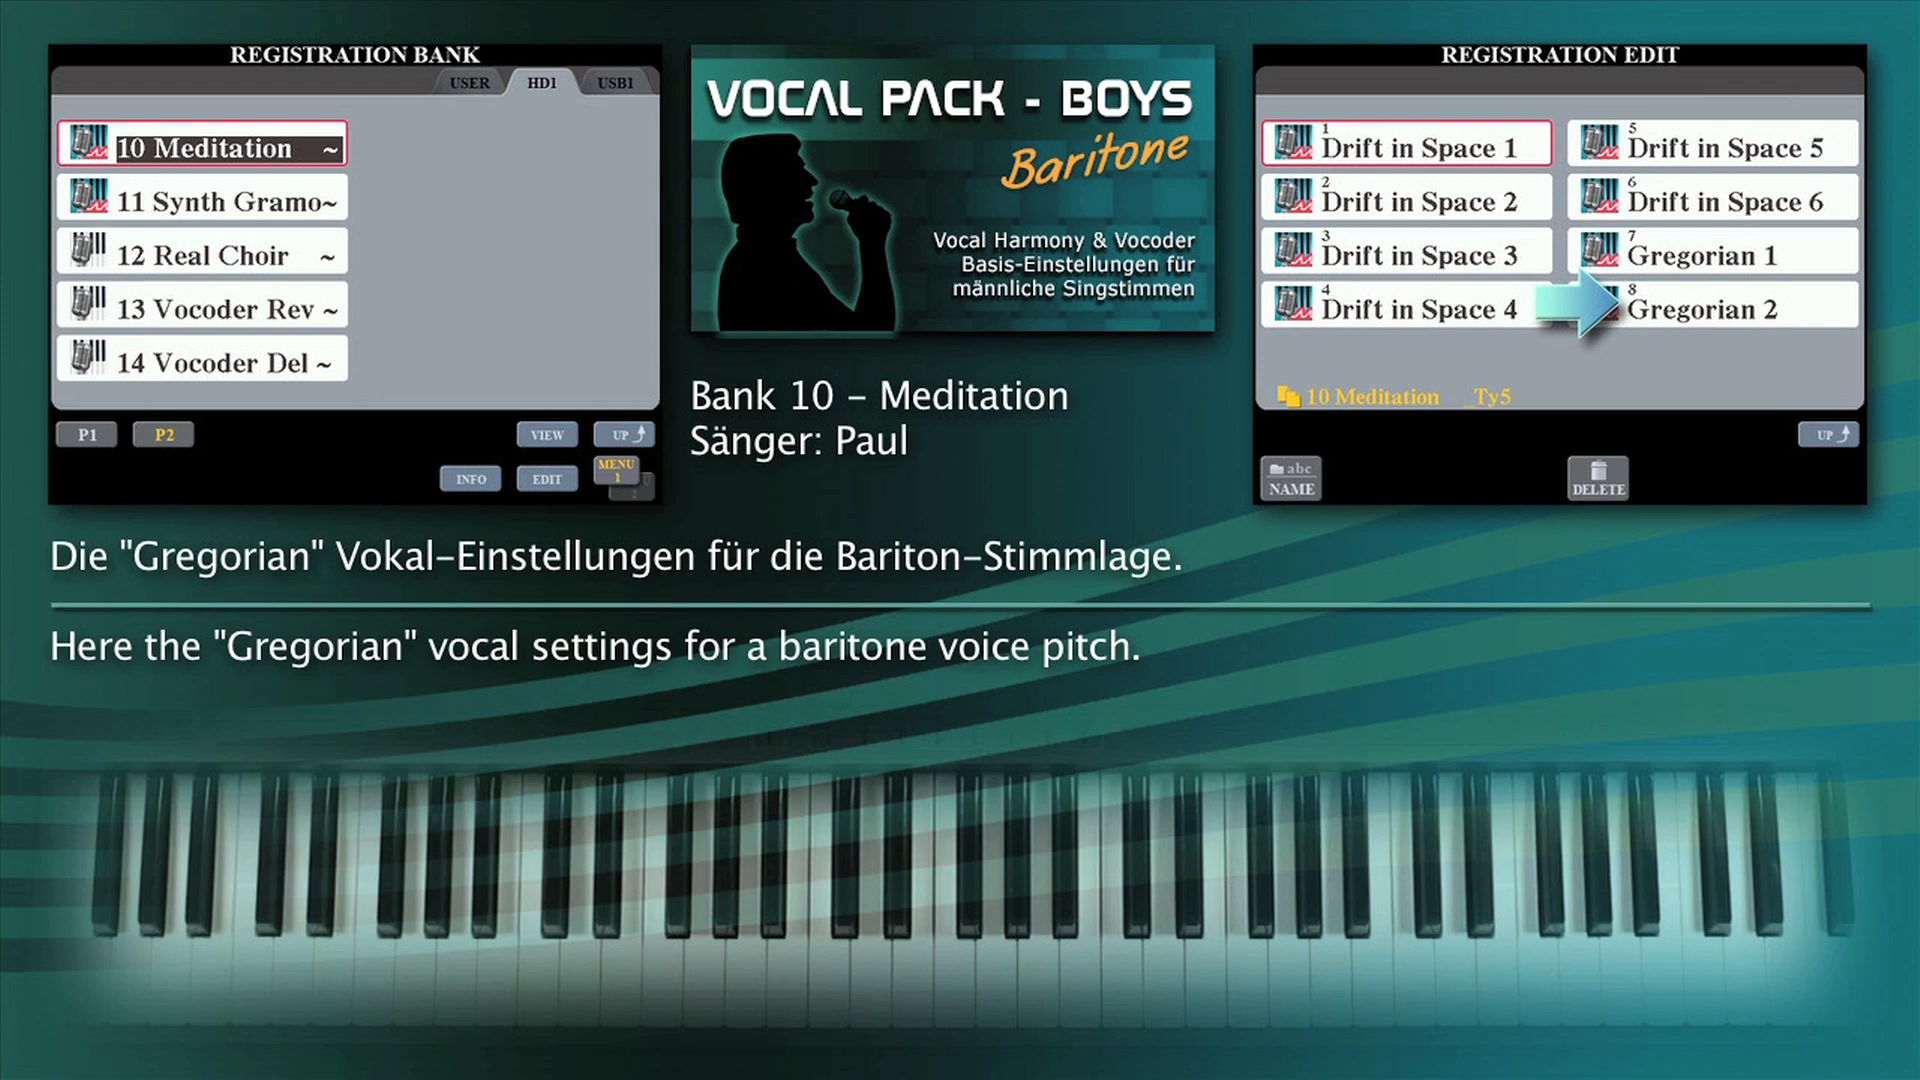 REGISTRATION BANK
USER
HD1
USB1
10 Meditation ~
11 Synth Gramo~
12 Real Choir ~
13 Vocoder Rev ~
14 Vocoder Del ~
P1
P2
VIEW
UP
INFO
EDIT
MENU
1
2
VOCAL PACK - BOYS
Baritone
Vocal Harmony & Vocoder
Basis-Einstellungen für
männliche Singstimmen
Bank 10 – Meditation
Sänger: Paul
REGISTRATION EDIT
1
Drift in Space 1
2
Drift in Space 2
3
Drift in Space 3
4
Drift in Space 4
5
Drift in Space 5
6
Drift in Space 6
7
Gregorian 1
8
Gregorian 2
10 Meditation _Ty5
UP
abc
NAME
DELETE
Die "Gregorian" Vokal-Einstellungen für die Bariton-Stimmlage.
Here the "Gregorian" vocal settings for a baritone voice pitch.